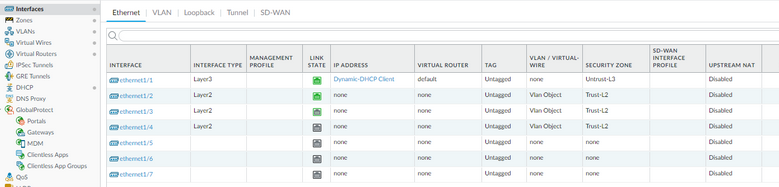 Interfaces
Zones
VLANs
Virtual Wires
Virtual Routers
IPSec Tunnels
GRE Tunnels
DHCP
DNS Proxy
GlobalProtect
Portals
Gateways
MDM
Clientless Apps
Clientless App Groups
QoS
Ethernet | VLAN | Loopback | Tunnel | SD-WAN
INTERFACE INTERFACE TYPE MANAGEMENT PROFILE LINK STATE IP ADDRESS VIRTUAL ROUTER TAG VLAN / VIRTUAL-WIRE SECURITY ZONE SD-WAN INTERFACE PROFILE UPSTREAM NAT
ethernet1/1 Layer3 Dynamic-DHCP Client default Untagged none Untrust-L3 Disabled
ethernet1/2 Layer2 none none Untagged Vlan Object Trust-L2 Disabled
ethernet1/3 Layer2 none none Untagged Vlan Object Trust-L2 Disabled
ethernet1/4 Layer2 none none Untagged Vlan Object Trust-L2 Disabled
ethernet1/5 none none Untagged none none Disabled
ethernet1/6 none none Untagged none none Disabled
ethernet1/7 none none Untagged none none Disabled